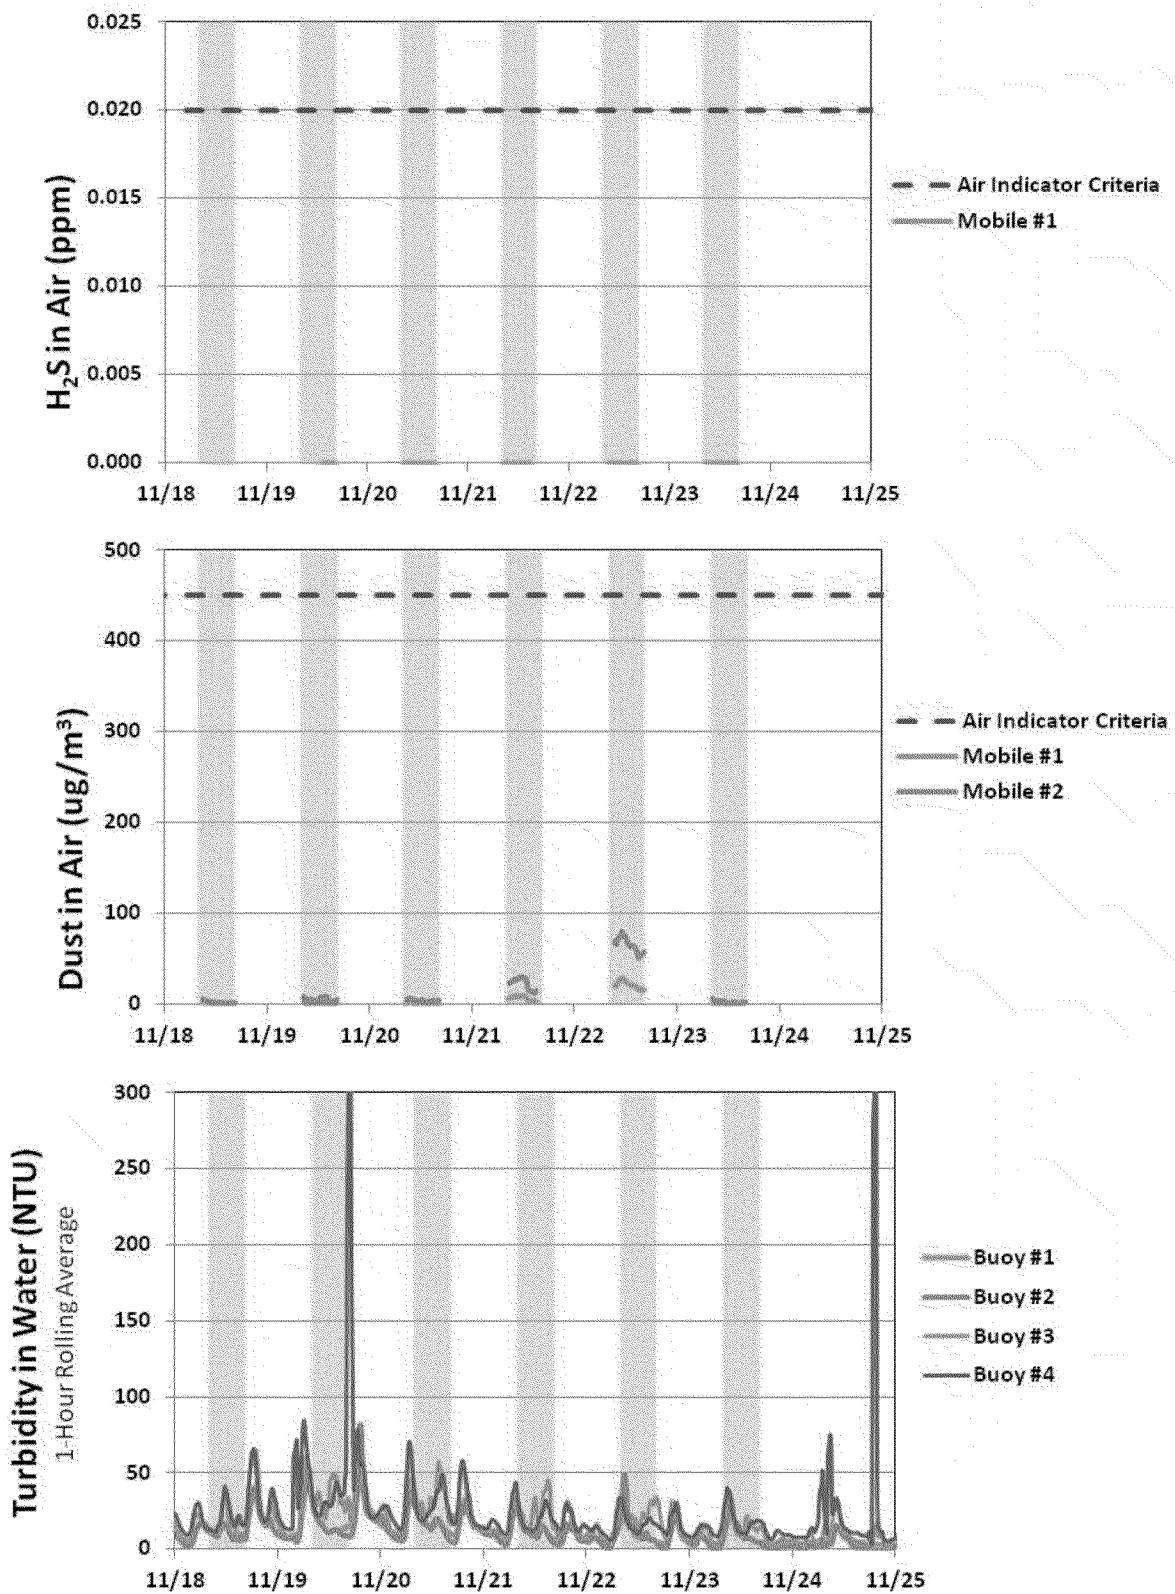 H2S in Air (ppm)
0.025
0.020
0.015
0.010
0.005
0.000
11/18 11/19 11/20 11/21 11/22 11/23 11/24 11/25
Air Indicator Criteria
Mobile #1
Dust in Air (ug/m³)
500
400
300
200
100
0
11/18 11/19 11/20 11/21 11/22 11/23 11/24 11/25
Air Indicator Criteria
Mobile #1
Mobile #2
Turbidity in Water (NTU)
1-Hour Rolling Average
300
250
200
150
100
50
0
11/18 11/19 11/20 11/21 11/22 11/23 11/24 11/25
Buoy #1
Buoy #2
Buoy #3
Buoy #4